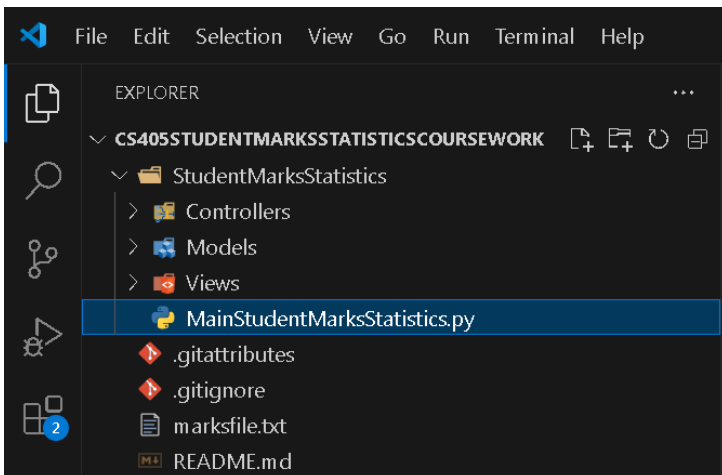 File Edit Selection View Go Run Terminal Help
EXPLORER
CS405STUDENTMARKSSTATISTICSCOURSEWORK
StudentMarksStatistics
Controllers
Models
Views
MainStudentMarksStatistics.py
.gitattributes
.gitignore
marksfile.txt
2
M+ README.md